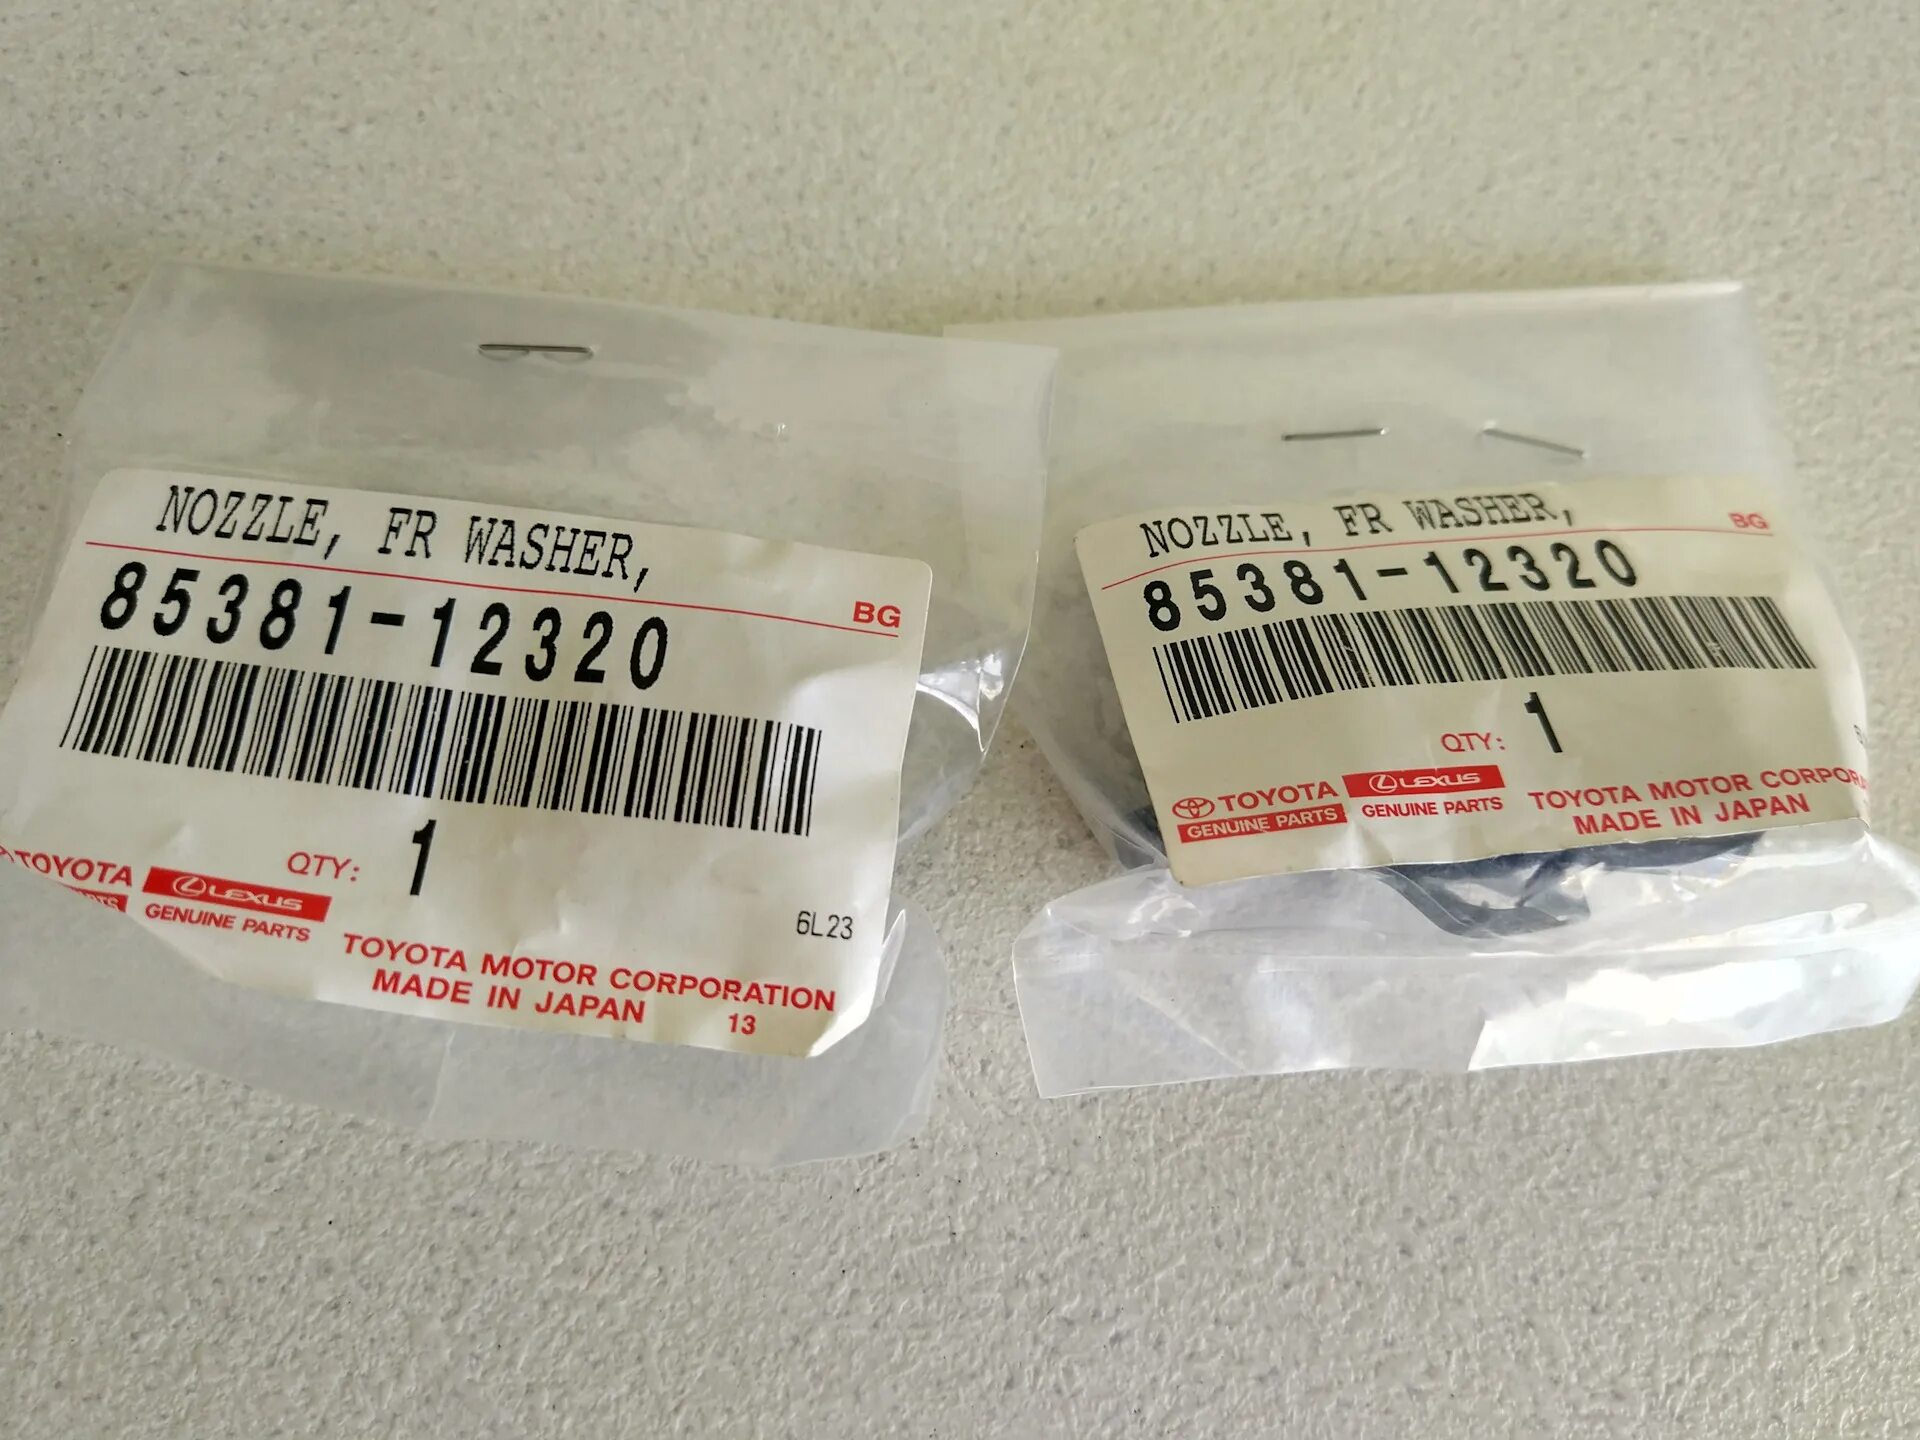 NOZZLE, FR WASHER,
BG
85381-12320
QTY: 1
TOYOTA
LEXUS
GENUINE PARTS
6L23
TOYOTA MOTOR CORPORATION
MADE IN JAPAN
13
NOZZLE, FR WASHER,
BG
85381-12320
QTY: 1
TOYOTA
GENUINE PARTS
LEXUS
GENUINE PARTS
TOYOTA MOTOR CORPORA
MADE IN JAPAN